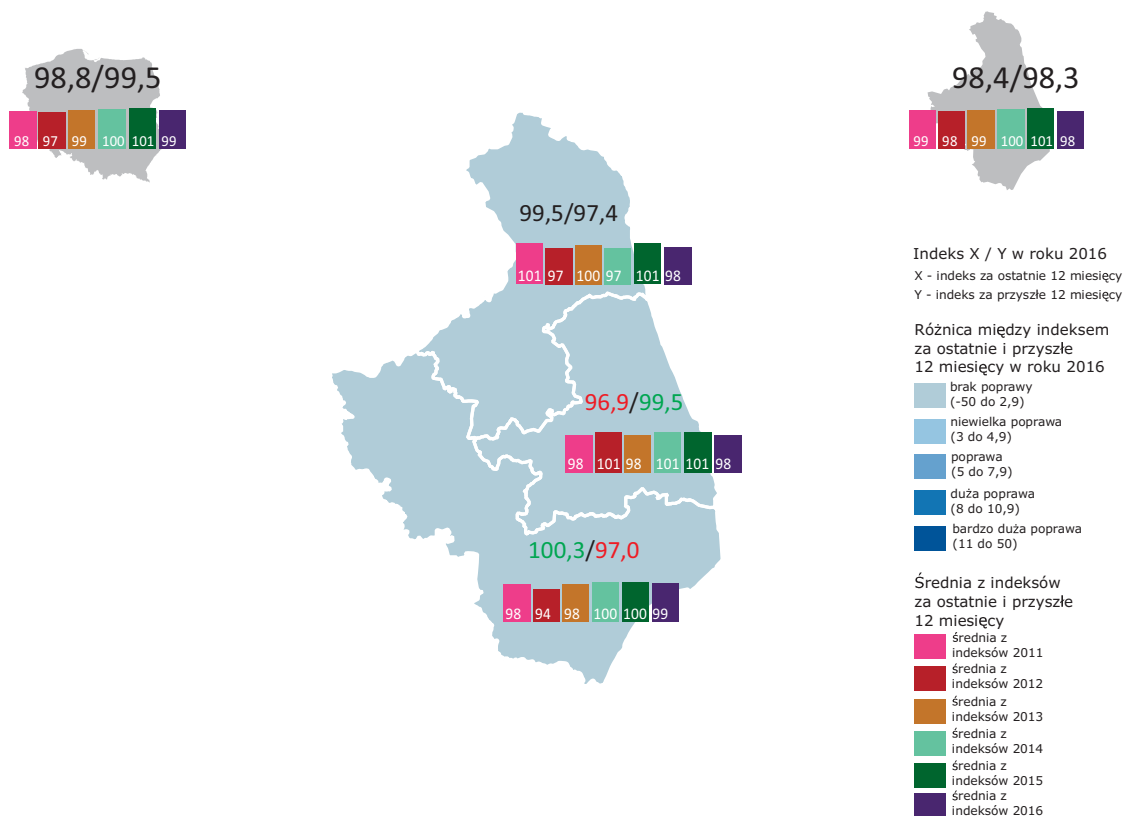 98,8/99,5
98 97 99 100 101 99
98,4/98,3
99 98 99 100 101 98
99,5/97,4
101 97 100 97 101 98
96,9/99,5
98 101 98 101 101 98
100,3/97,0
98 94 98 100 100 99
Indeks X / Y w roku 2016
X - indeks za ostatnie 12 miesięcy
Y - indeks za przyszłe 12 miesięcy
Różnica między indeksem
za ostatnie i przyszłe
12 miesięcy w roku 2016
brak poprawy
(-50 do 2,9)
niewielka poprawa
(3 do 4,9)
poprawa
(5 do 7,9)
duża poprawa
(8 do 10,9)
bardzo duża poprawa
(11 do 50)
Średnia z indeksów
za ostatnie i przyszłe
12 miesięcy
średnia z
indeksów 2011
średnia z
indeksów 2012
średnia z
indeksów 2013
średnia z
indeksów 2014
średnia z
indeksów 2015
średnia z
indeksów 2016